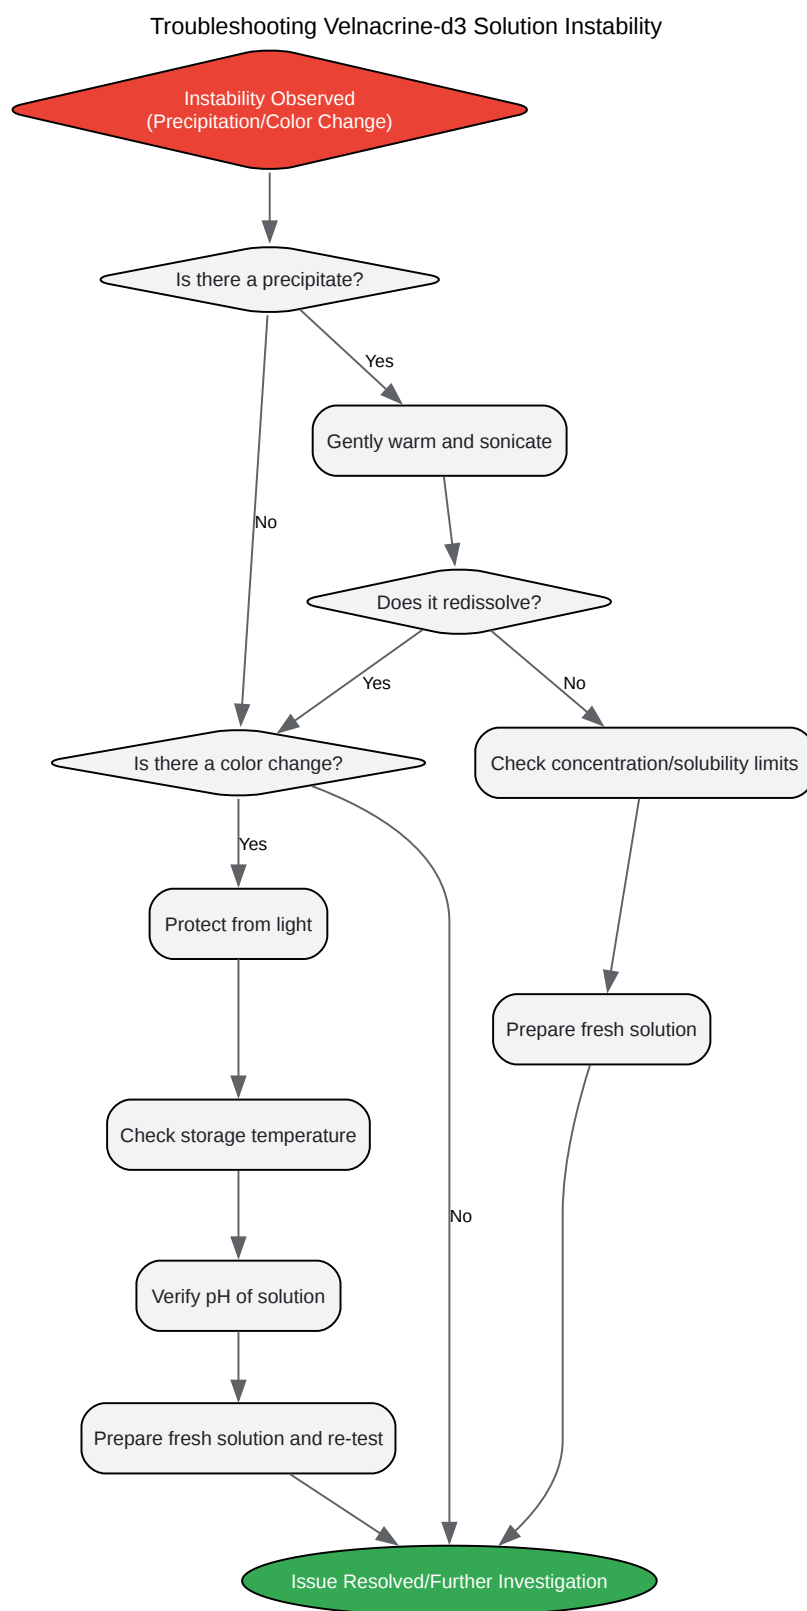 Troubleshooting Velnacrine-d3 Solution Instability
Instability Observed
(Precipitation/Color Change)
Is there a precipitate?
Yes
Gently warm and sonicate
No
Does it redissolve?
Yes
No
Is there a color change?
Check concentration/solubility limits
Yes
Protect from light
Prepare fresh solution
Check storage temperature
No
Verify pH of solution
Prepare fresh solution and re-test
Issue Resolved/Further Investigation